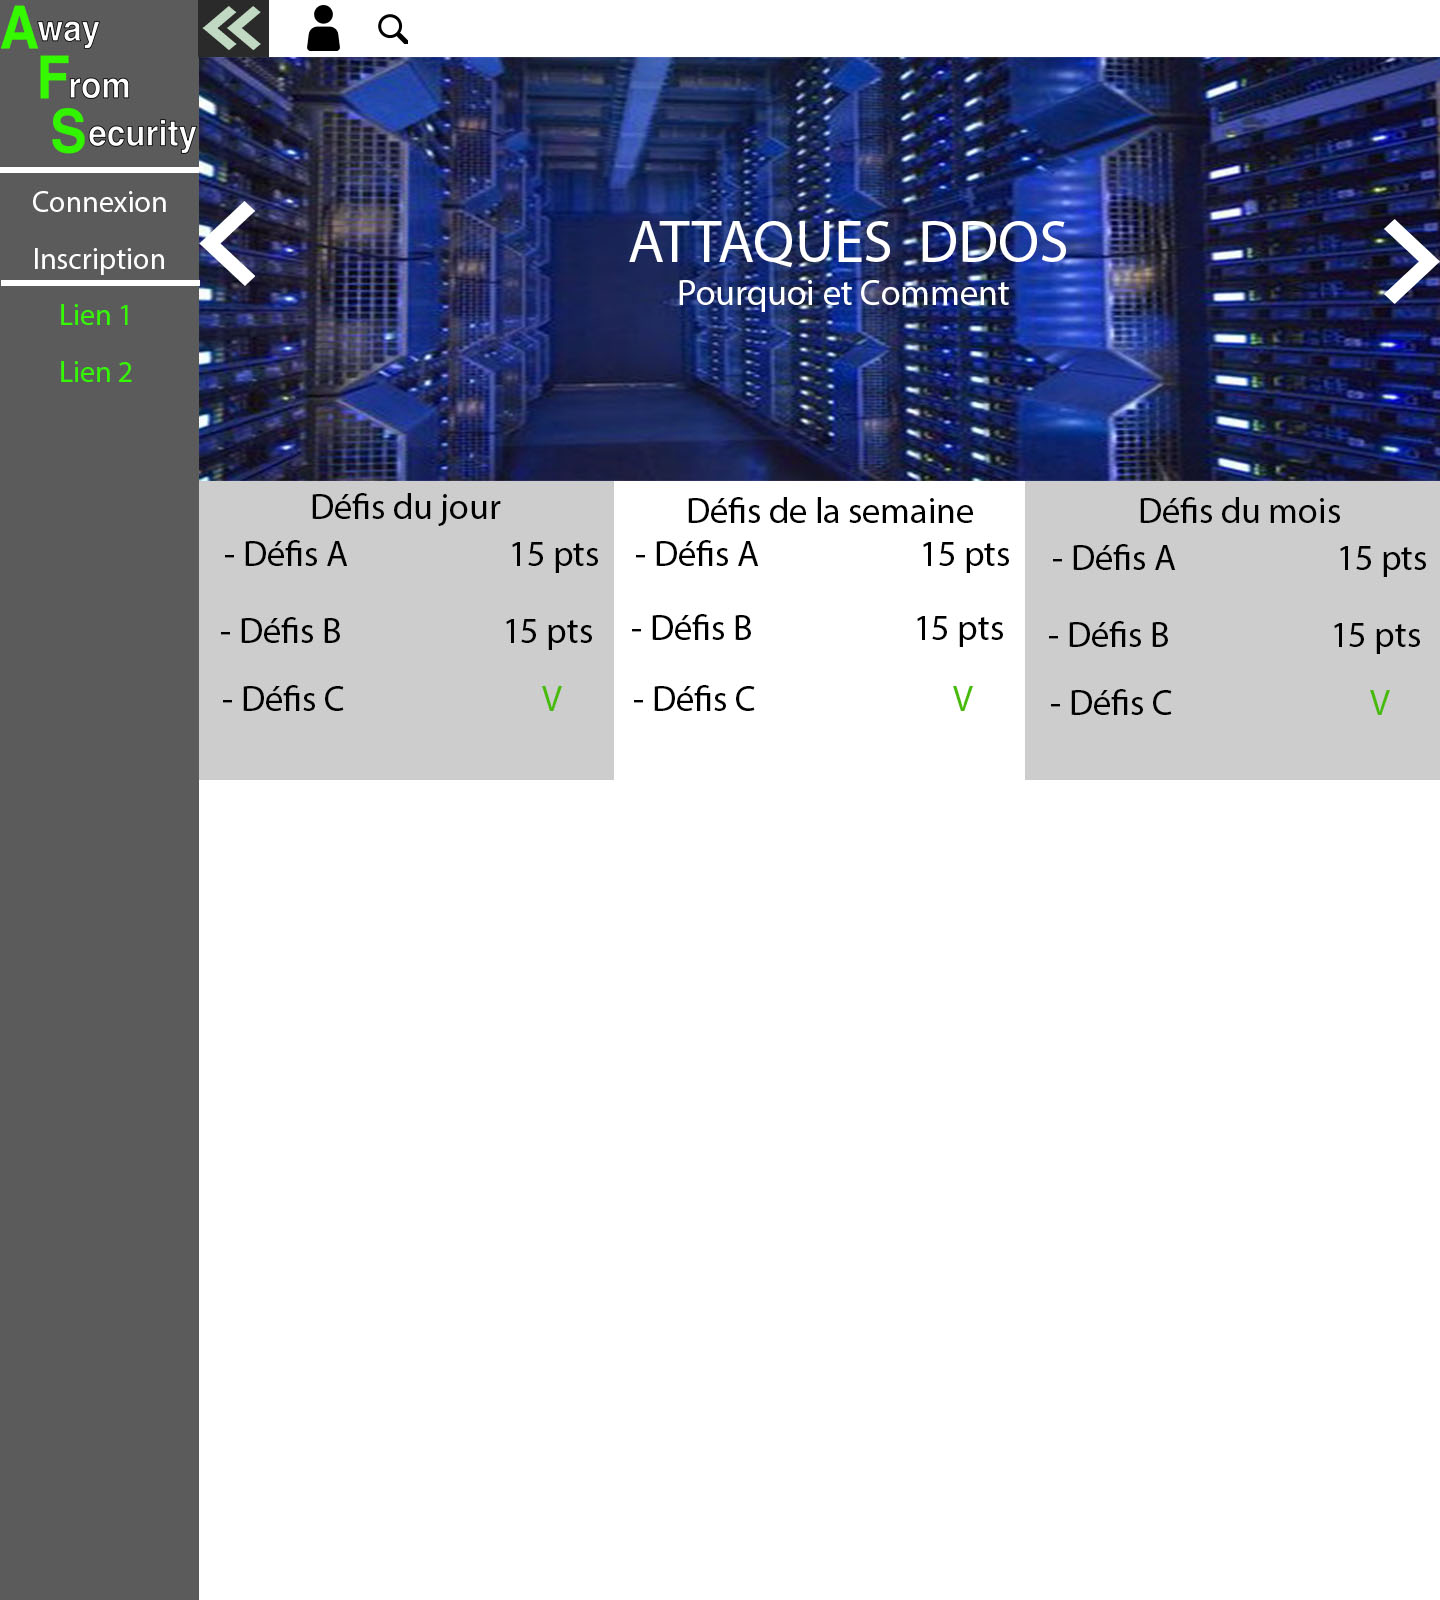 Away
From
Security
Connexion
Inscription
Lien 1
Lien 2
ATTAQUES DDOS
Pourquoi et Comment
Défis du jour
- Défis A 15 pts
- Défis B 15 pts
- Défis C V
Défis de la semaine
- Défis A 15 pts
- Défis B 15 pts
- Défis C V
Défis du mois
- Défis A 15 pts
- Défis B 15 pts
- Défis C V